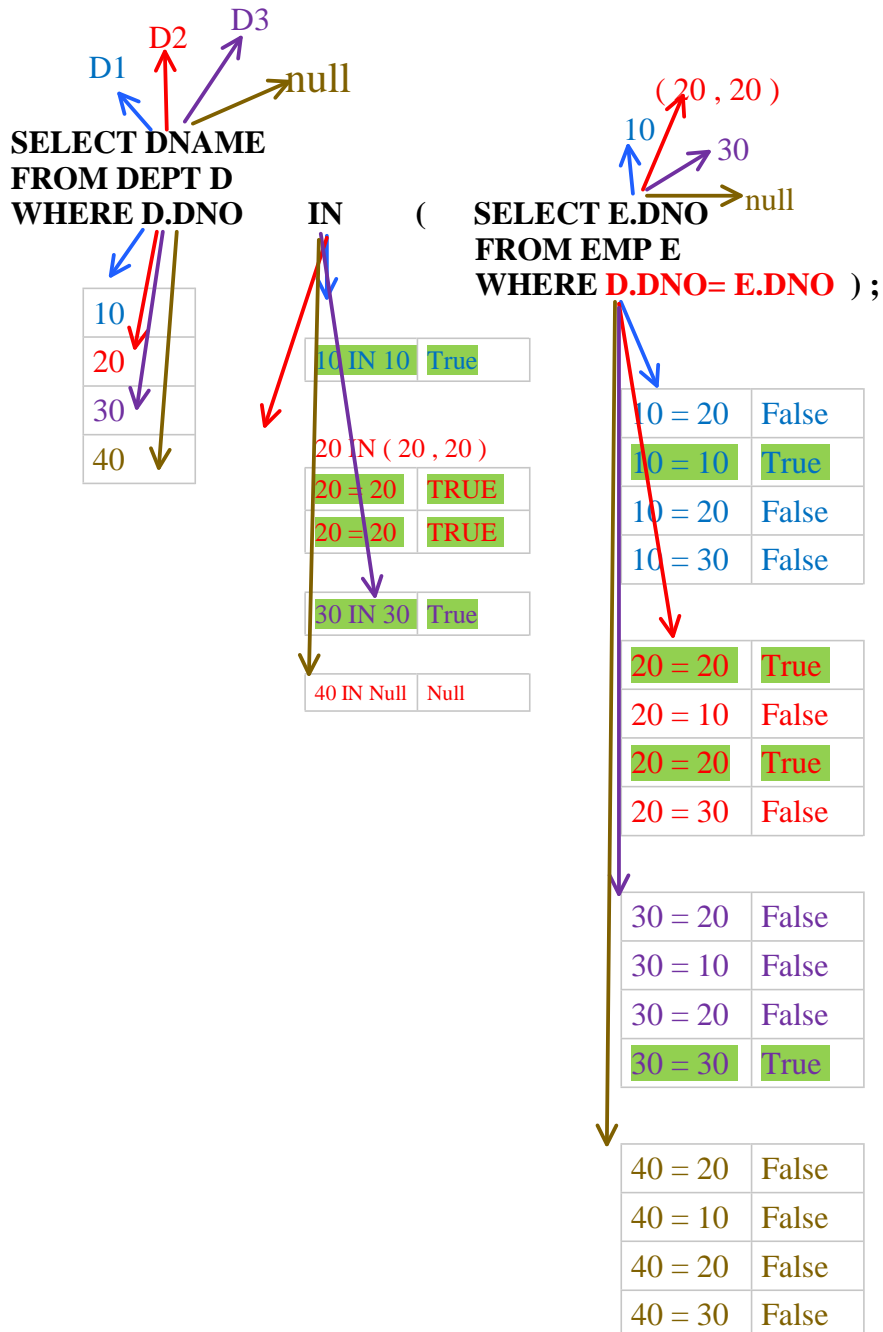 D1 D2 D3 null
10 ( 20 , 20 ) 30 null
SELECT DNAME
FROM DEPT D
WHERE D.DNO IN ( SELECT E.DNO
FROM EMP E
WHERE D.DNO= E.DNO ) ;
10
20
30
40
10 IN 10 True
20 IN ( 20 , 20 )
20 = 20 TRUE
20 = 20 TRUE
30 IN 30 True
40 IN Null Null
10 = 20 False
10 = 10 True
10 = 20 False
10 = 30 False
20 = 20 True
20 = 10 False
20 = 20 True
20 = 30 False
30 = 20 False
30 = 10 False
30 = 20 False
30 = 30 True
40 = 20 False
40 = 10 False
40 = 20 False
40 = 30 False